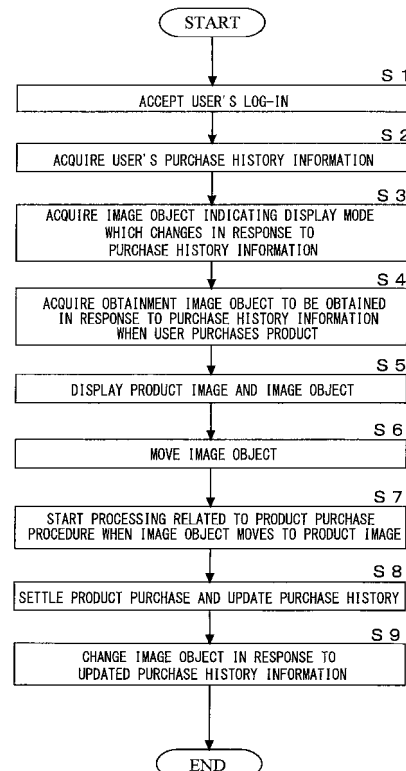 START
S 1
ACCEPT USER'S LOG-IN
S 2
ACQUIRE USER'S PURCHASE HISTORY INFORMATION
S 3
ACQUIRE IMAGE OBJECT INDICATING DISPLAY MODE
WHICH CHANGES IN RESPONSE TO
PURCHASE HISTORY INFORMATION
S 4
ACQUIRE OBTAINMENT IMAGE OBJECT TO BE OBTAINED
IN RESPONSE TO PURCHASE HISTORY INFORMATION
WHEN USER PURCHASES PRODUCT
S 5
DISPLAY PRODUCT IMAGE AND IMAGE OBJECT
S 6
MOVE IMAGE OBJECT
S 7
START PROCESSING RELATED TO PRODUCT PURCHASE
PROCEDURE WHEN IMAGE OBJECT MOVES TO PRODUCT IMAGE
S 8
SETTLE PRODUCT PURCHASE AND UPDATE PURCHASE HISTORY
S 9
CHANGE IMAGE OBJECT IN RESPONSE TO
UPDATED PURCHASE HISTORY INFORMATION
END